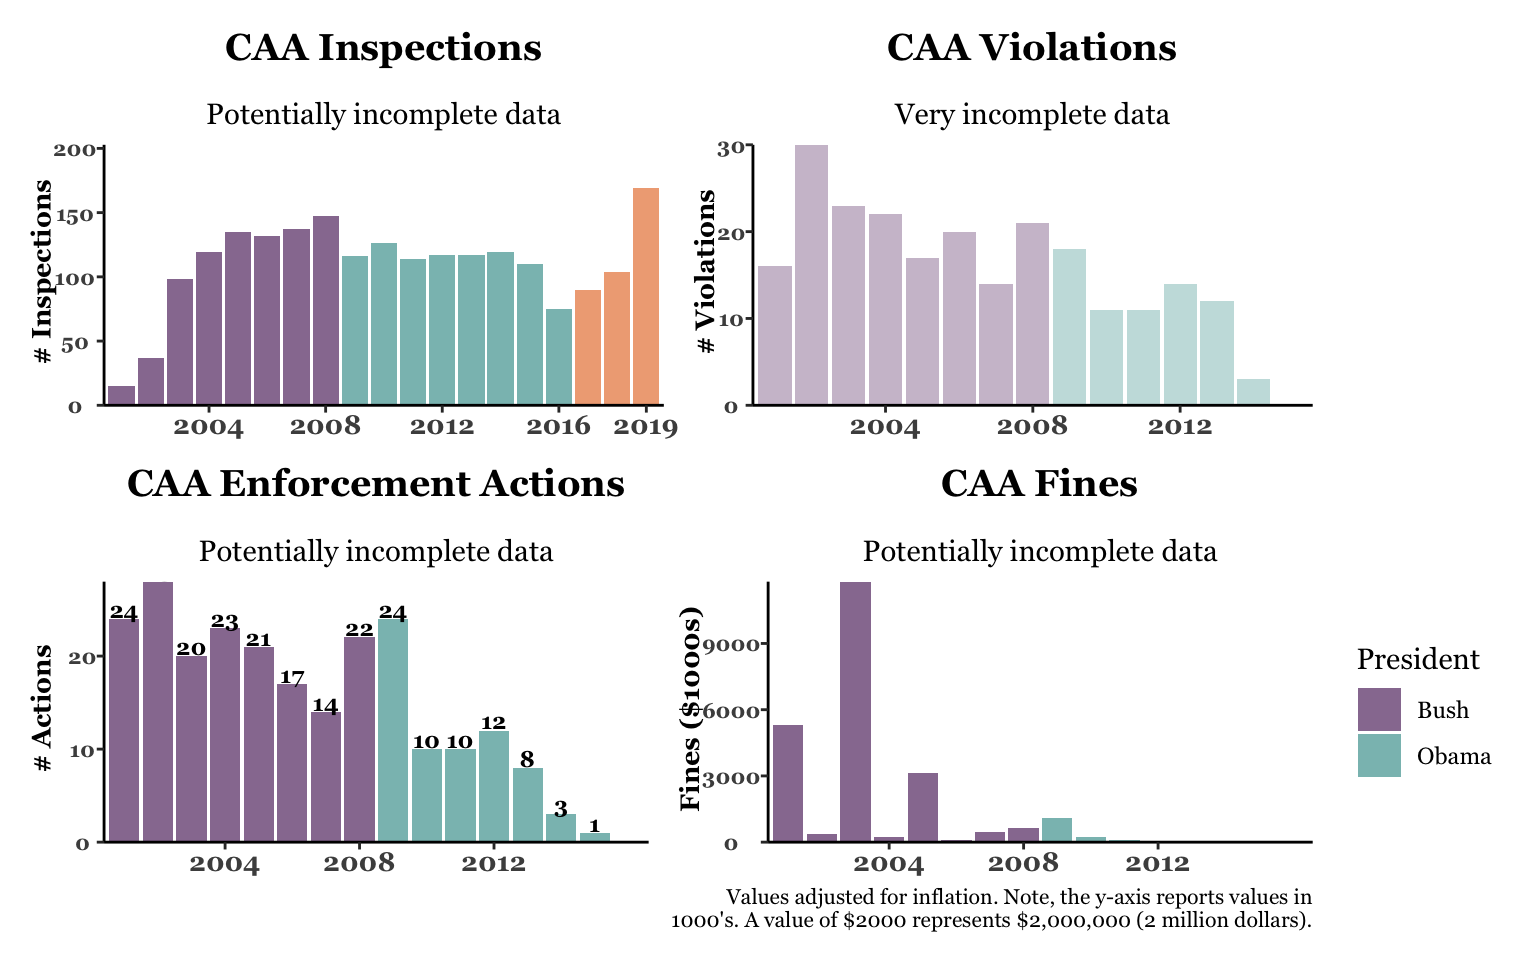 CAA Inspections
Potentially incomplete data
# Inspections
200
150
100
50
0
2004 2008 2012 2016 2019
CAA Violations
Very incomplete data
# Violations
30
20
10
0
2004 2008 2012
CAA Enforcement Actions
Potentially incomplete data
# Actions
20
10
0
24
20
23
21
17
14
22
24
10
10
12
8
3
1
2004 2008 2012
CAA Fines
Potentially incomplete data
Fines ($1000s)
9000
6000
3000
0
2004 2008 2012
President
Bush
Obama
Values adjusted for inflation. Note, the y-axis reports values in
1000's. A value of $2000 represents $2,000,000 (2 million dollars).